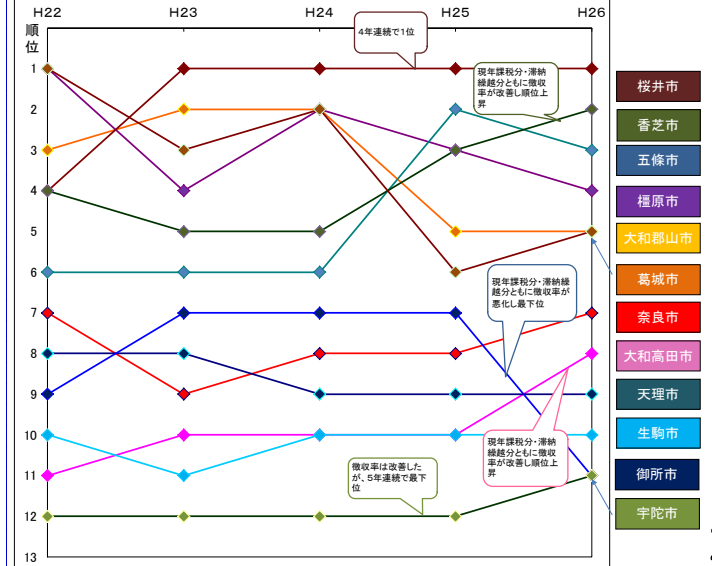 H22 H23 H24 H25 H26
順
位
1
2
3
4
5
6
7
8
9
10
11
12
13
4年連続で1位
現年課税分・滞納
繰越分ともに徴収
率が改善し順位上
昇
現年課税分・滞納繰
越分ともに徴収率が
悪化し最下位
現年課税分・滞納
繰越分ともに徴収
率が改善し順位上
昇
徴収率は改善した
が、5年連続で最下
位
桜井市
香芝市
五條市
橿原市
大和郡山市
葛城市
奈良市
大和高田市
天理市
生駒市
御所市
宇陀市